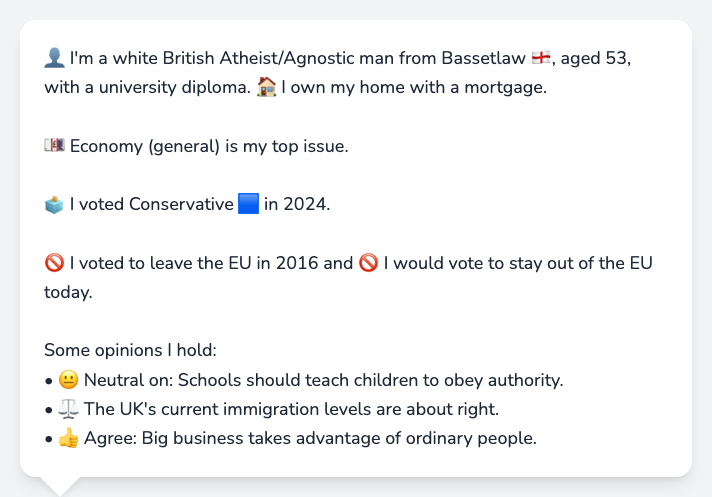 👤 I'm a white British Atheist/Agnostic man from Bassetlaw 🏴󠁧󠁢󠁥󠁮󠁧󠁿, aged 53,
with a university diploma. 🏠 I own my home with a mortgage.
💷 Economy (general) is my top issue.
🗳️ I voted Conservative 🟦 in 2024.
🚫 I voted to leave the EU in 2016 and 🚫 I would vote to stay out of the EU
today.
Some opinions I hold:
• 😐 Neutral on: Schools should teach children to obey authority.
• ⚖️ The UK's current immigration levels are about right.
• 👍 Agree: Big business takes advantage of ordinary people.